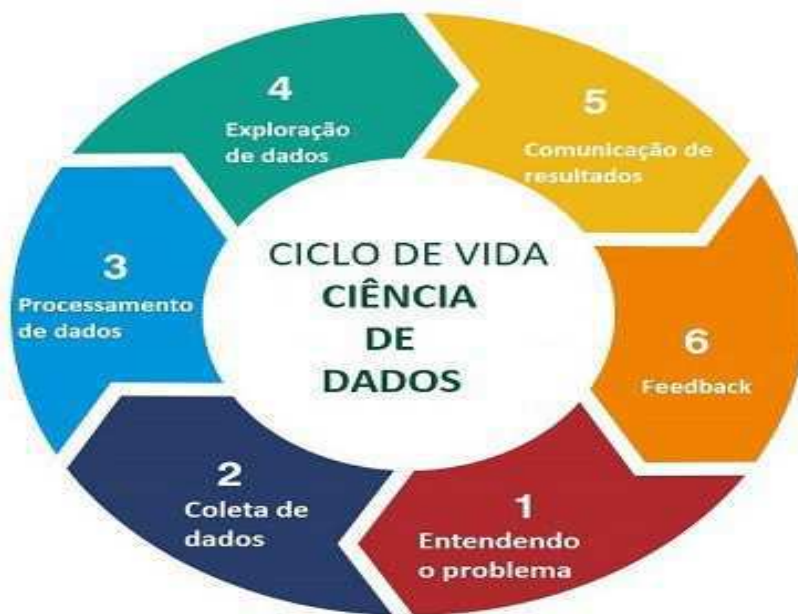 4
Exploração
de dados
5
Comunicação de
resultados
3
Processamento
de dados
CICLO DE VIDA
CIÊNCIA
DE
DADOS
6
Feedback
2
Coleta de
dados
1
Entendendo
o problema